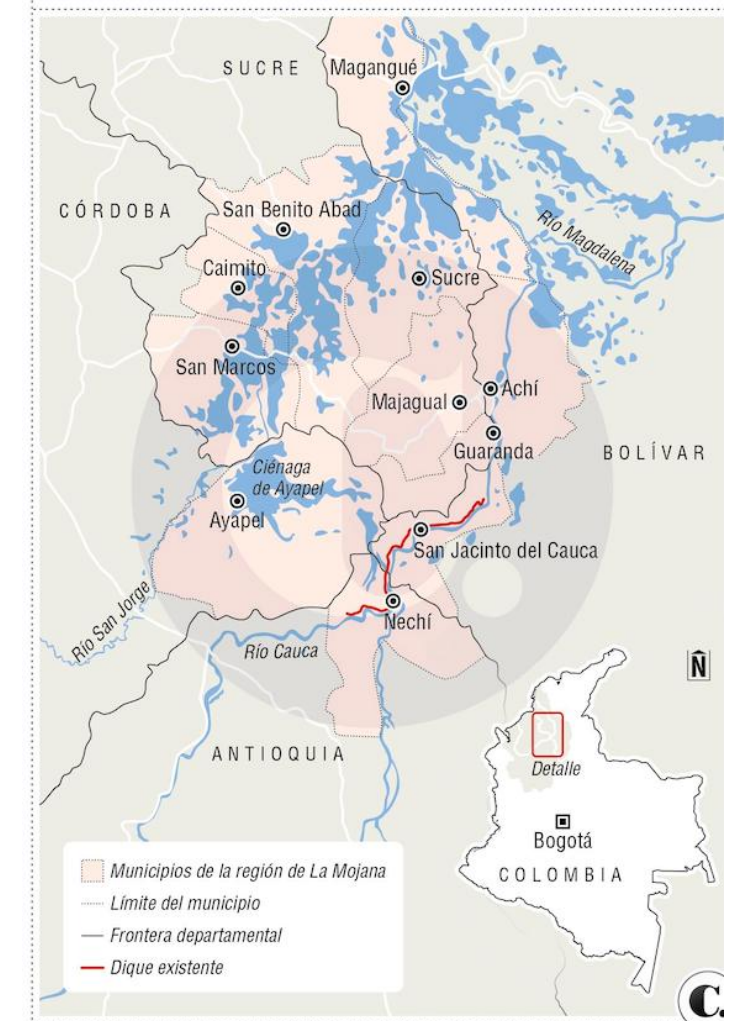 SUCRE
Magangué
CÓRDOBA
San Benito Abad
Río Magdalena
Caimito
Sucre
San Marcos
Achí
Majagual
Guaranda
BOLÍVAR
Ciénaga
de Ayapel
Ayapel
San Jacinto del Cauca
Río San Jorge
Nechí
Río Cauca
N
ANTIOQUIA
Detalle
Bogotá
COLOMBIA
Municipios de la región de La Mojana
Límite del municipio
Frontera departamental
Dique existente
C.